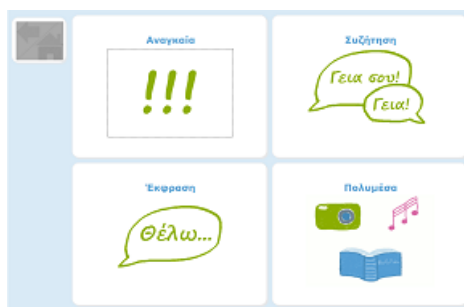 Αναγκαία
!!!
Συζήτηση
Γεια σου!
Γεια!
Έκφραση
Θέλω...
Πολυμέσα